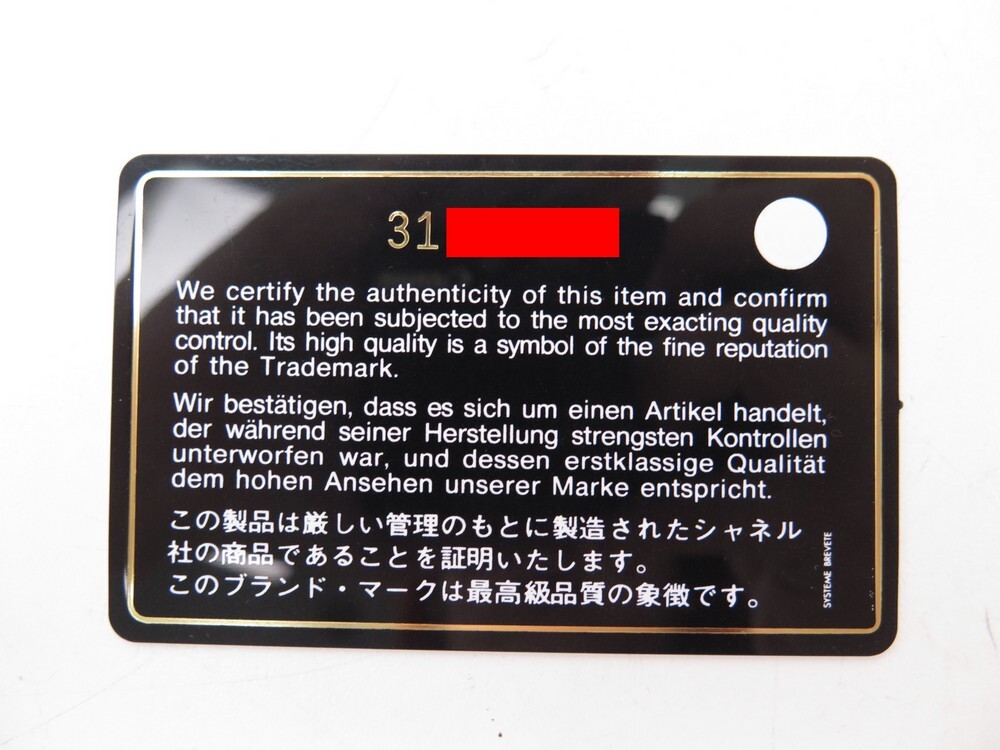 31
We certify the authenticity of this item and confirm
that it has been subjected to the most exacting quality
control. Its high quality is a symbol of the fine reputation
of the Trademark.
Wir bestätigen, dass es sich um einen Artikel handelt,
der während seiner Herstellung strengsten Kontrollen
unterworfen war, und dessen erstklassige Qualität
dem hohen Ansehen unserer Marke entspricht.
この製品は厳しい管理のもとに製造されたシャネル
社の商品であることを証明いたします。
このブランド・マークは最高級品質の象徴です。
SYSTEME BREVETE